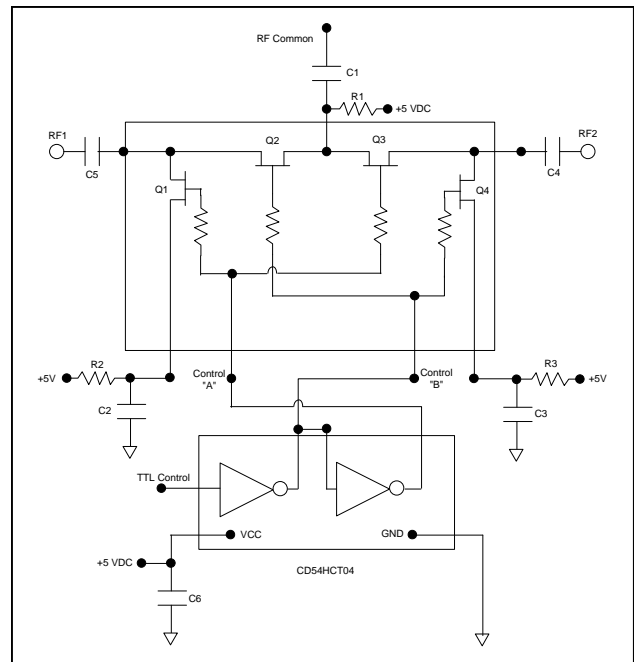 RF Common
C1
R1
+5 VDC
RF1
C5
Q2
Q3
RF2
C4
Q1
Q4
R2
+5V
C2
Control
"A"
Control
"B"
R3
+5V
C3
TTL Control
VCC
GND
+5 VDC
CD54HCT04
C6